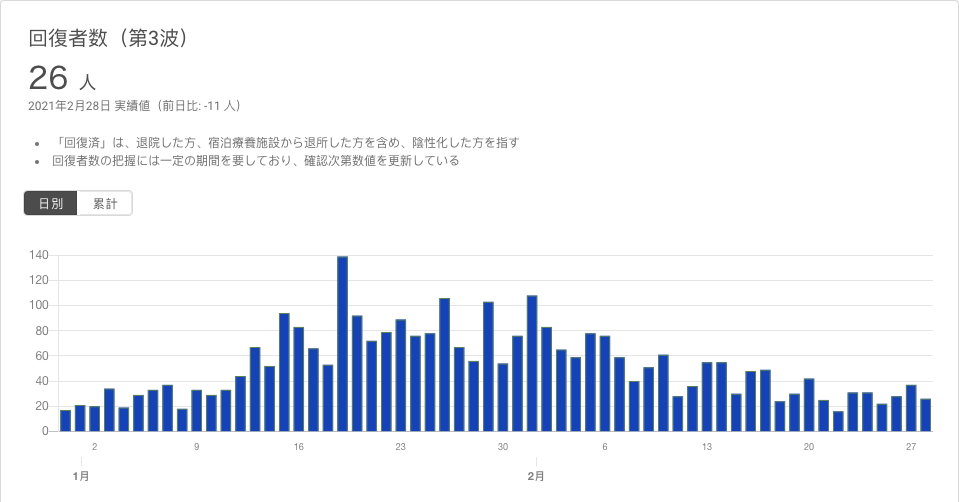 回復者数（第3波）
26 人
2021年2月28日 実績値（前日比: -11 人）
• 「回復済」は、退院した方、宿泊療養施設から退所した方を含め、陰性化した方を指す
• 回復者数の把握には一定の期間を要しており、確認次第数値を更新している
日別 累計
140
120
100
80
60
40
20
0
2 9 16 23 30 6 13 20 27
1月 2月